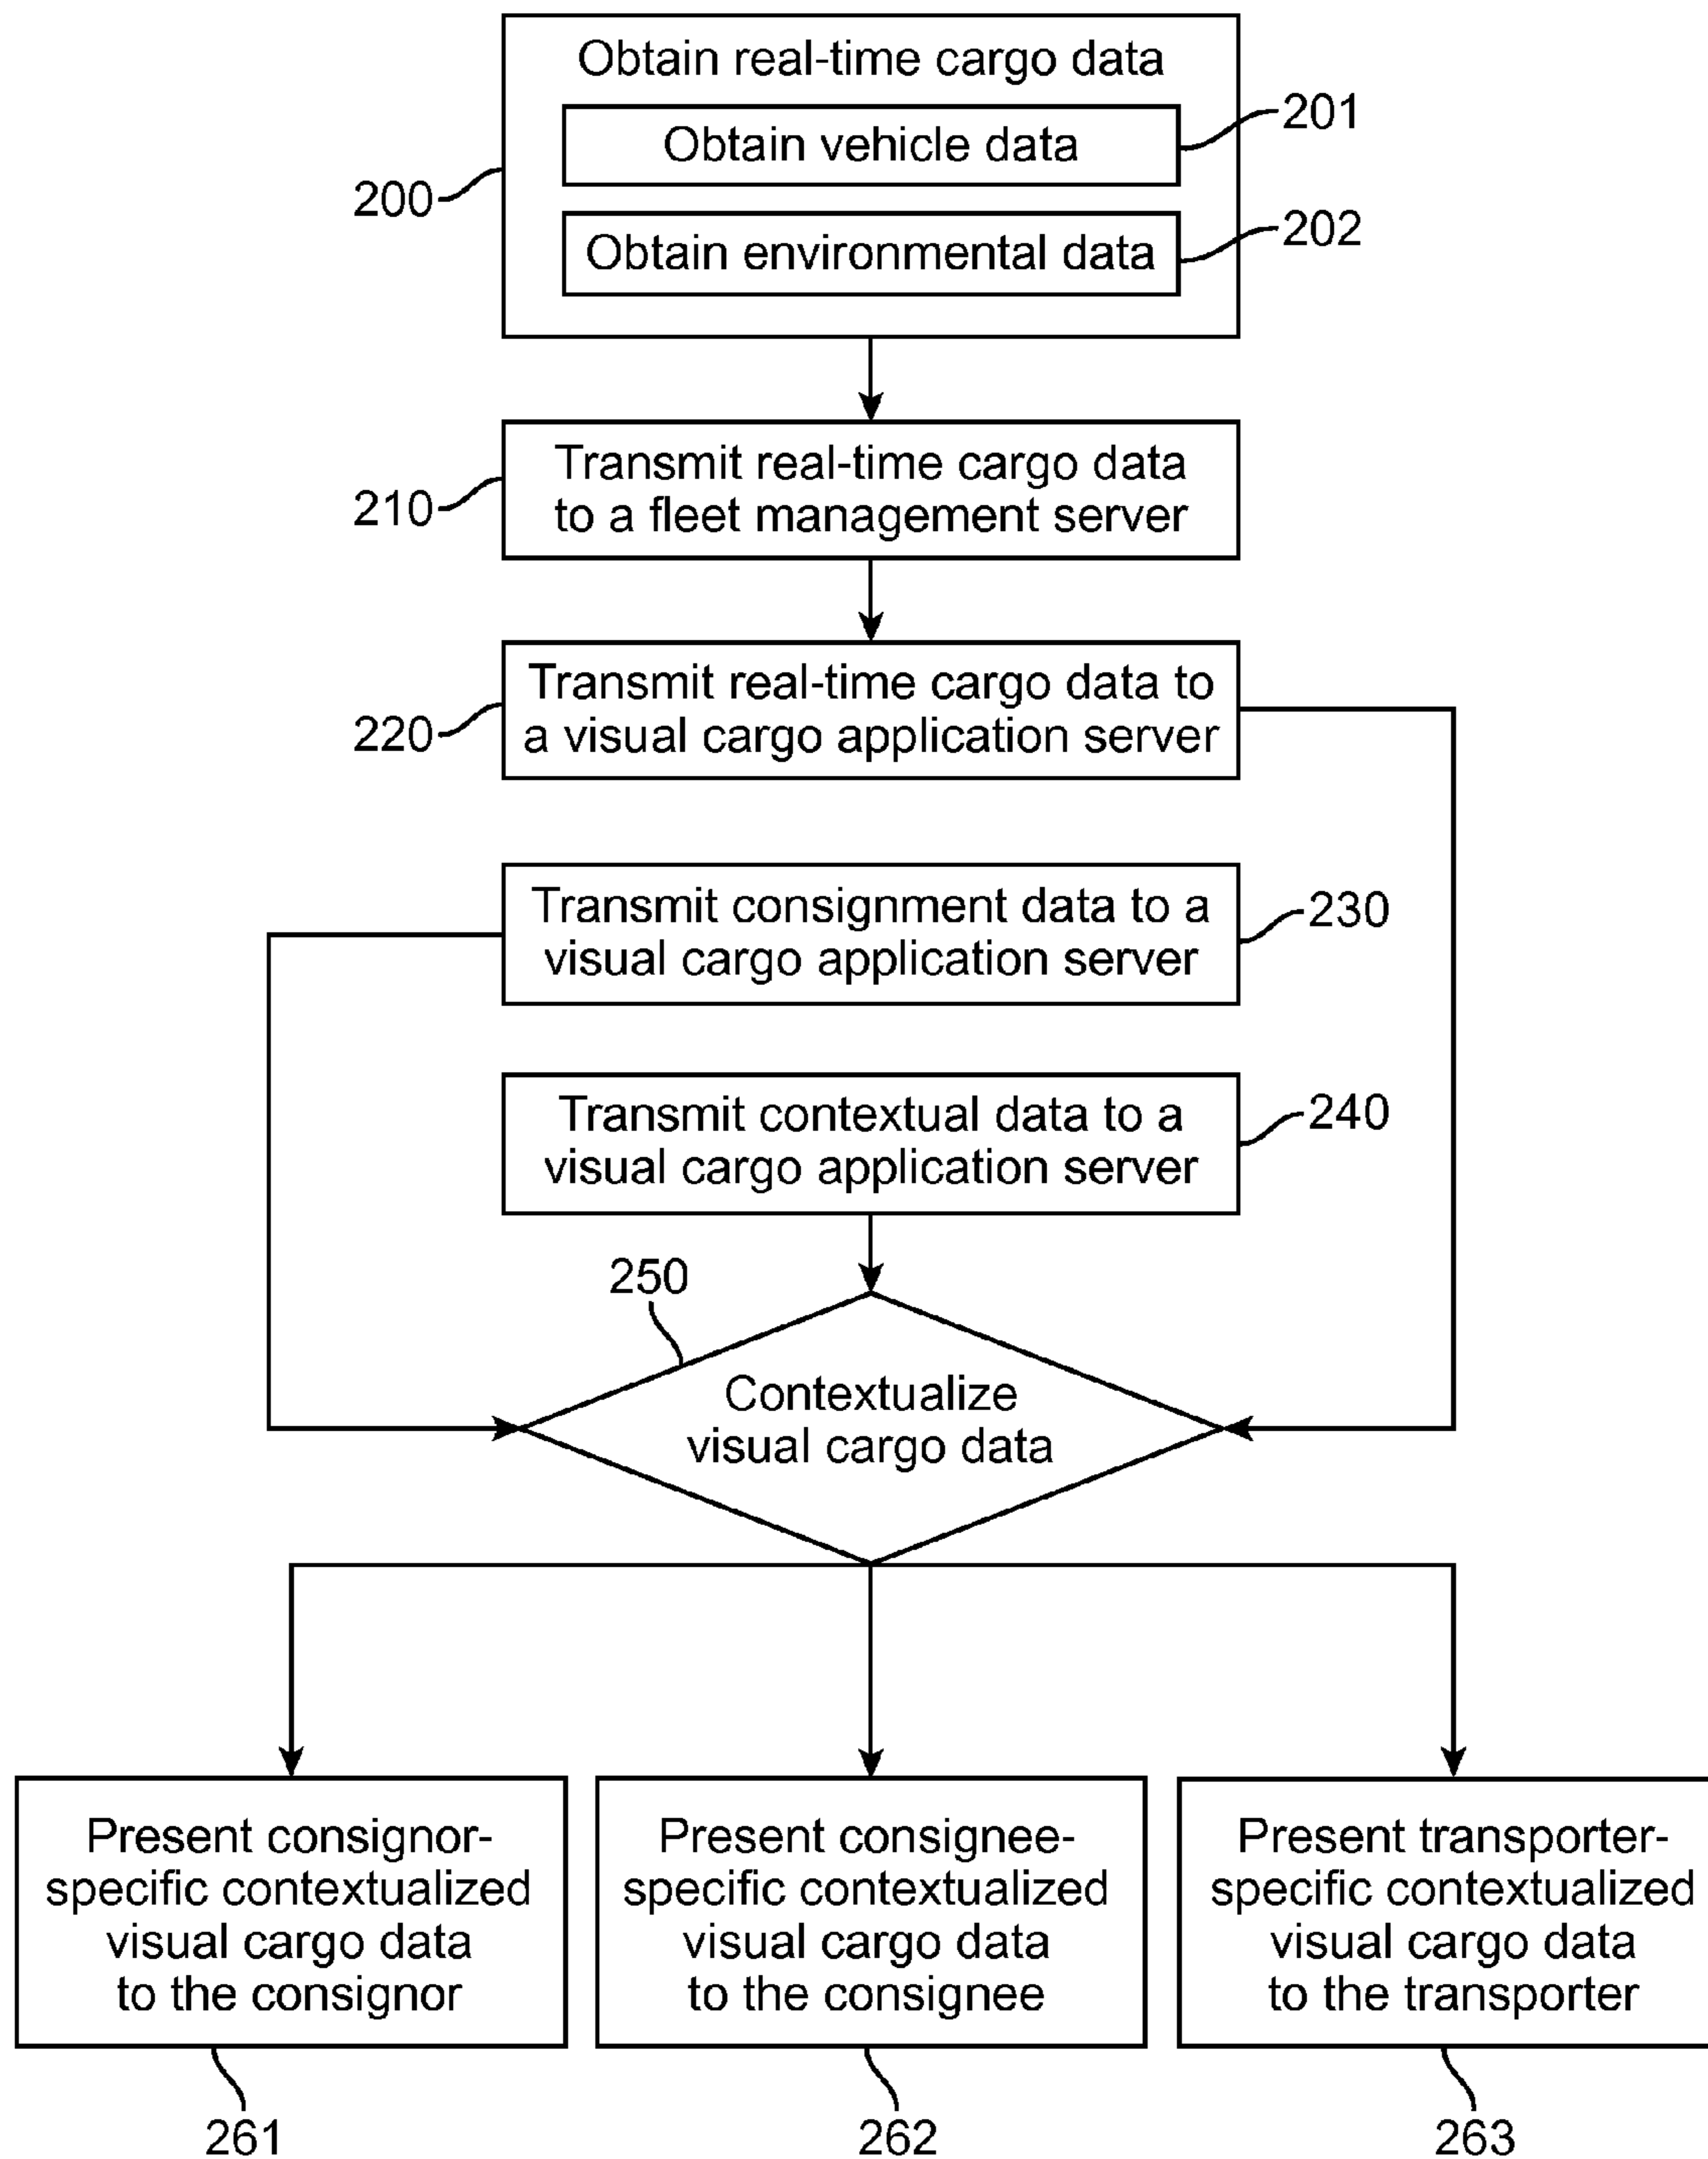 Obtain real-time cargo data
201
Obtain vehicle data
200
202
Obtain environmental data
Transmit real-time cargo data
to a fleet management server
210
Transmit real-time cargo data to
a visual cargo application server
220
Transmit consignment data to a
visual cargo application server
230
Transmit contextual data to a
visual cargo application server
240
250
Contextualize
visual cargo data
Present consignor-
specific contextualized
visual cargo data
to the consignor
Present consignee-
specific contextualized
visual cargo data
to the consignee
Present transporter-
specific contextualized
visual cargo data
to the transporter
261
262
263